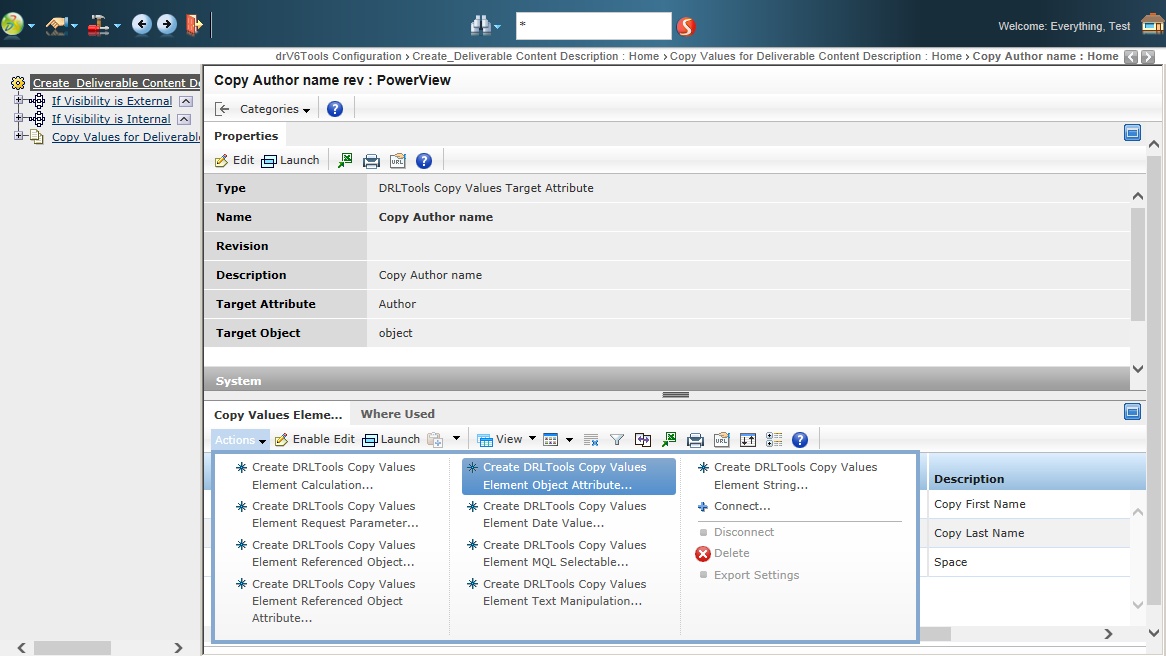 *
Welcome: Everything, Test
drV6Tools Configuration › Create_Deliverable Content Description : Home › Copy Values for Deliverable Content Description : Home › Copy Author name : Home
Create_Deliverable Content De
If Visibility is External
If Visibility is Internal
Copy Values for Deliverable
Copy Author name rev : PowerView
Categories
Properties
Edit Launch
Type DRLTools Copy Values Target Attribute
Name Copy Author name
Revision
Description Copy Author name
Target Attribute Author
Target Object object
System
Copy Values Eleme... Where Used
Actions Enable Edit Launch View
Create DRLTools Copy Values
Element Calculation...
Create DRLTools Copy Values
Element Request Parameter...
Create DRLTools Copy Values
Element Referenced Object...
Create DRLTools Copy Values
Element Referenced Object
Attribute...
Create DRLTools Copy Values
Element Object Attribute...
Create DRLTools Copy Values
Element Date Value...
Create DRLTools Copy Values
Element MQL Selectable...
Create DRLTools Copy Values
Element Text Manipulation...
Create DRLTools Copy Values
Element String...
Connect...
Disconnect
Delete
Export Settings
Description
Copy First Name
Copy Last Name
Space